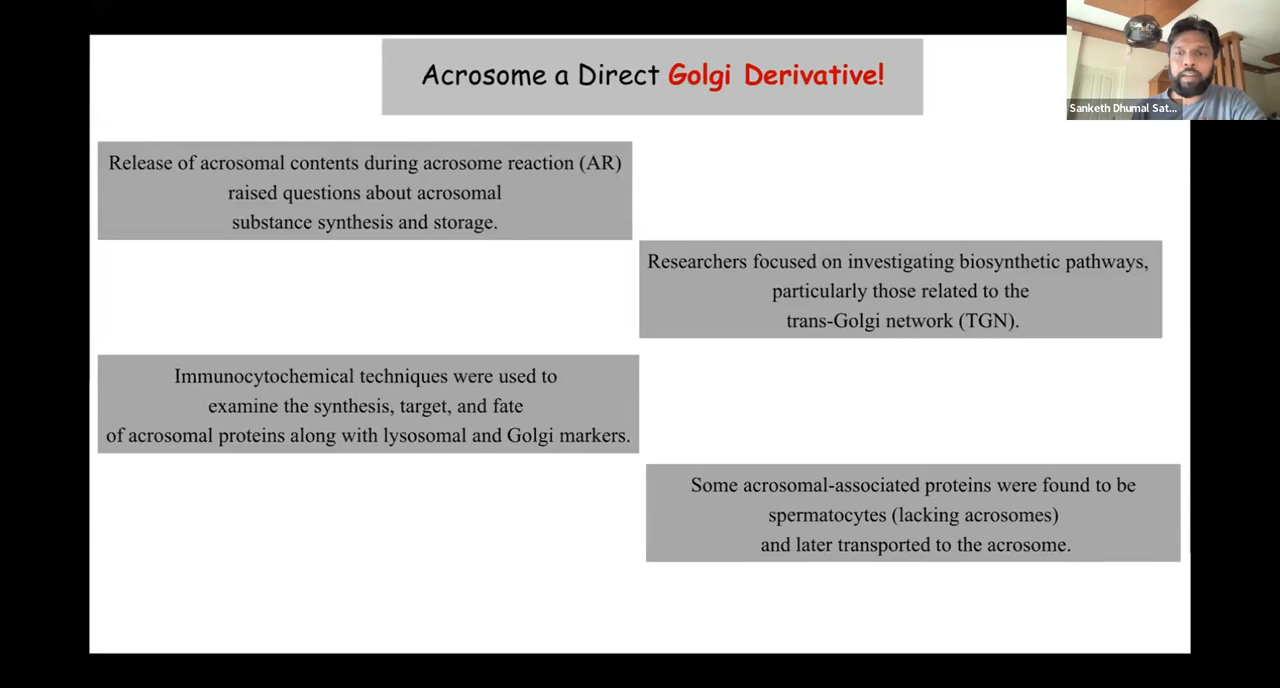 Acrosome a Direct Golgi Derivative!
Sanketh Dhumal Sat...
Release of acrosomal contents during acrosome reaction (AR)
raised questions about acrosomal
substance synthesis and storage.
Researchers focused on investigating biosynthetic pathways,
particularly those related to the
trans-Golgi network (TGN).
Immunocytochemical techniques were used to
examine the synthesis, target, and fate
of acrosomal proteins along with lysosomal and Golgi markers.
Some acrosomal-associated proteins were found to be
spermatocytes (lacking acrosomes)
and later transported to the acrosome.